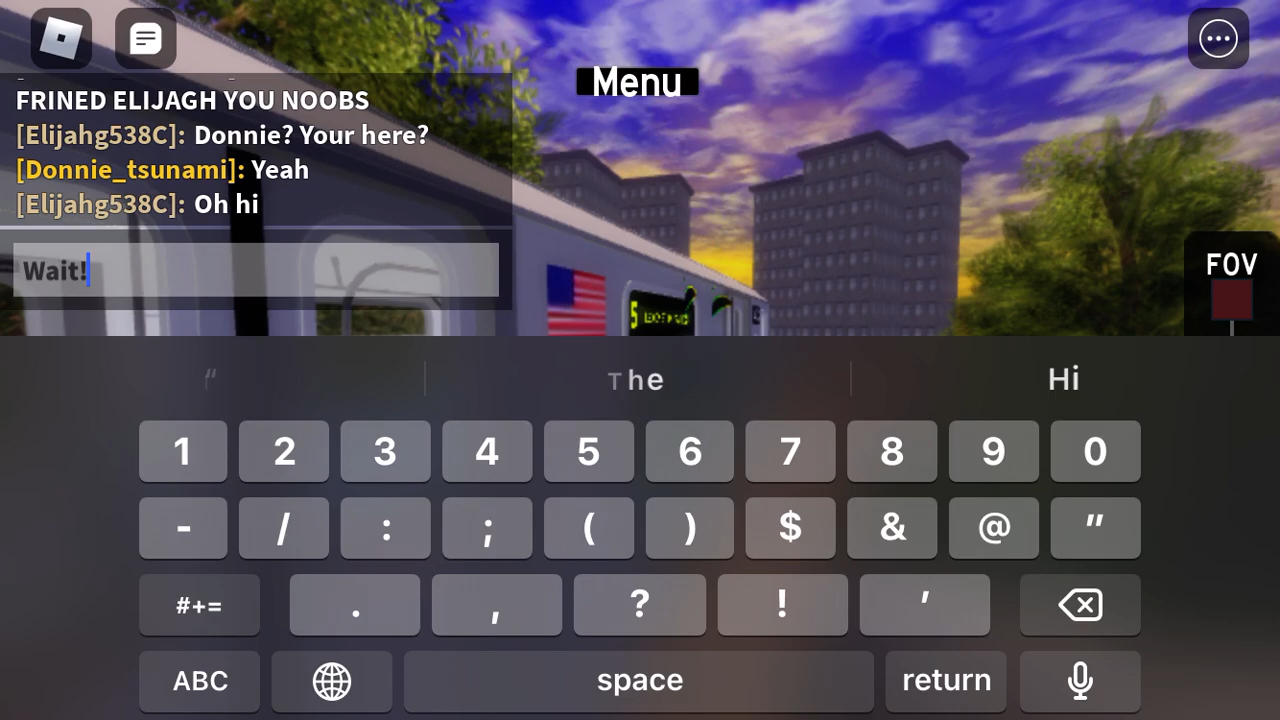 Menu
FRINED ELIJAGH YOU NOOBS
[Elijahg538C]: Donnie? Your here?
[Donnie_tsunami]: Yeah
[Elijahg538C]: Oh hi
Wait!
FOV
5
"
The
Hi
1 2 3 4 5 6 7 8 9 0
- / : ; ( ) $ & @ "
#+= . , ? ! '
ABC space return